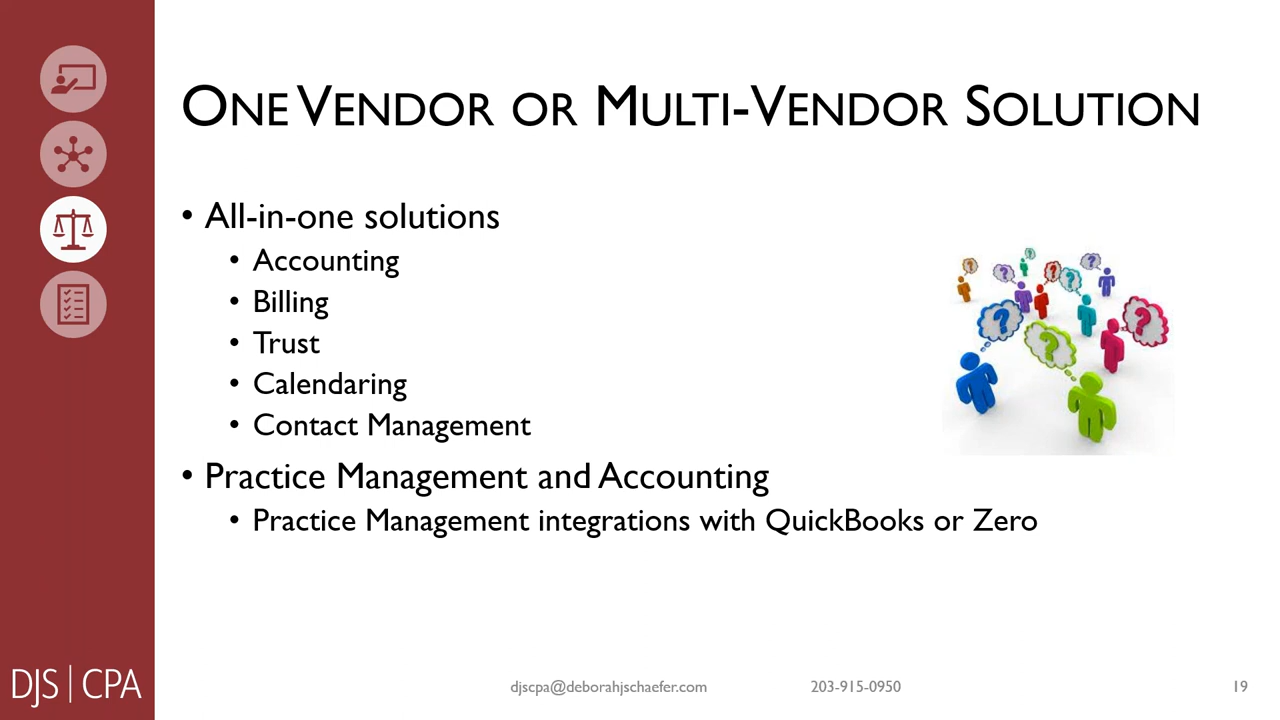 One Vendor or Multi-Vendor Solution
• All-in-one solutions
• Accounting
• Billing
• Trust
• Calendaring
• Contact Management
• Practice Management and Accounting
• Practice Management integrations with QuickBooks or Zero
? ? ? ? ? ? ? ? ?
DJS | CPA
djscpa@deborahjschaefer.com
203-915-0950
19